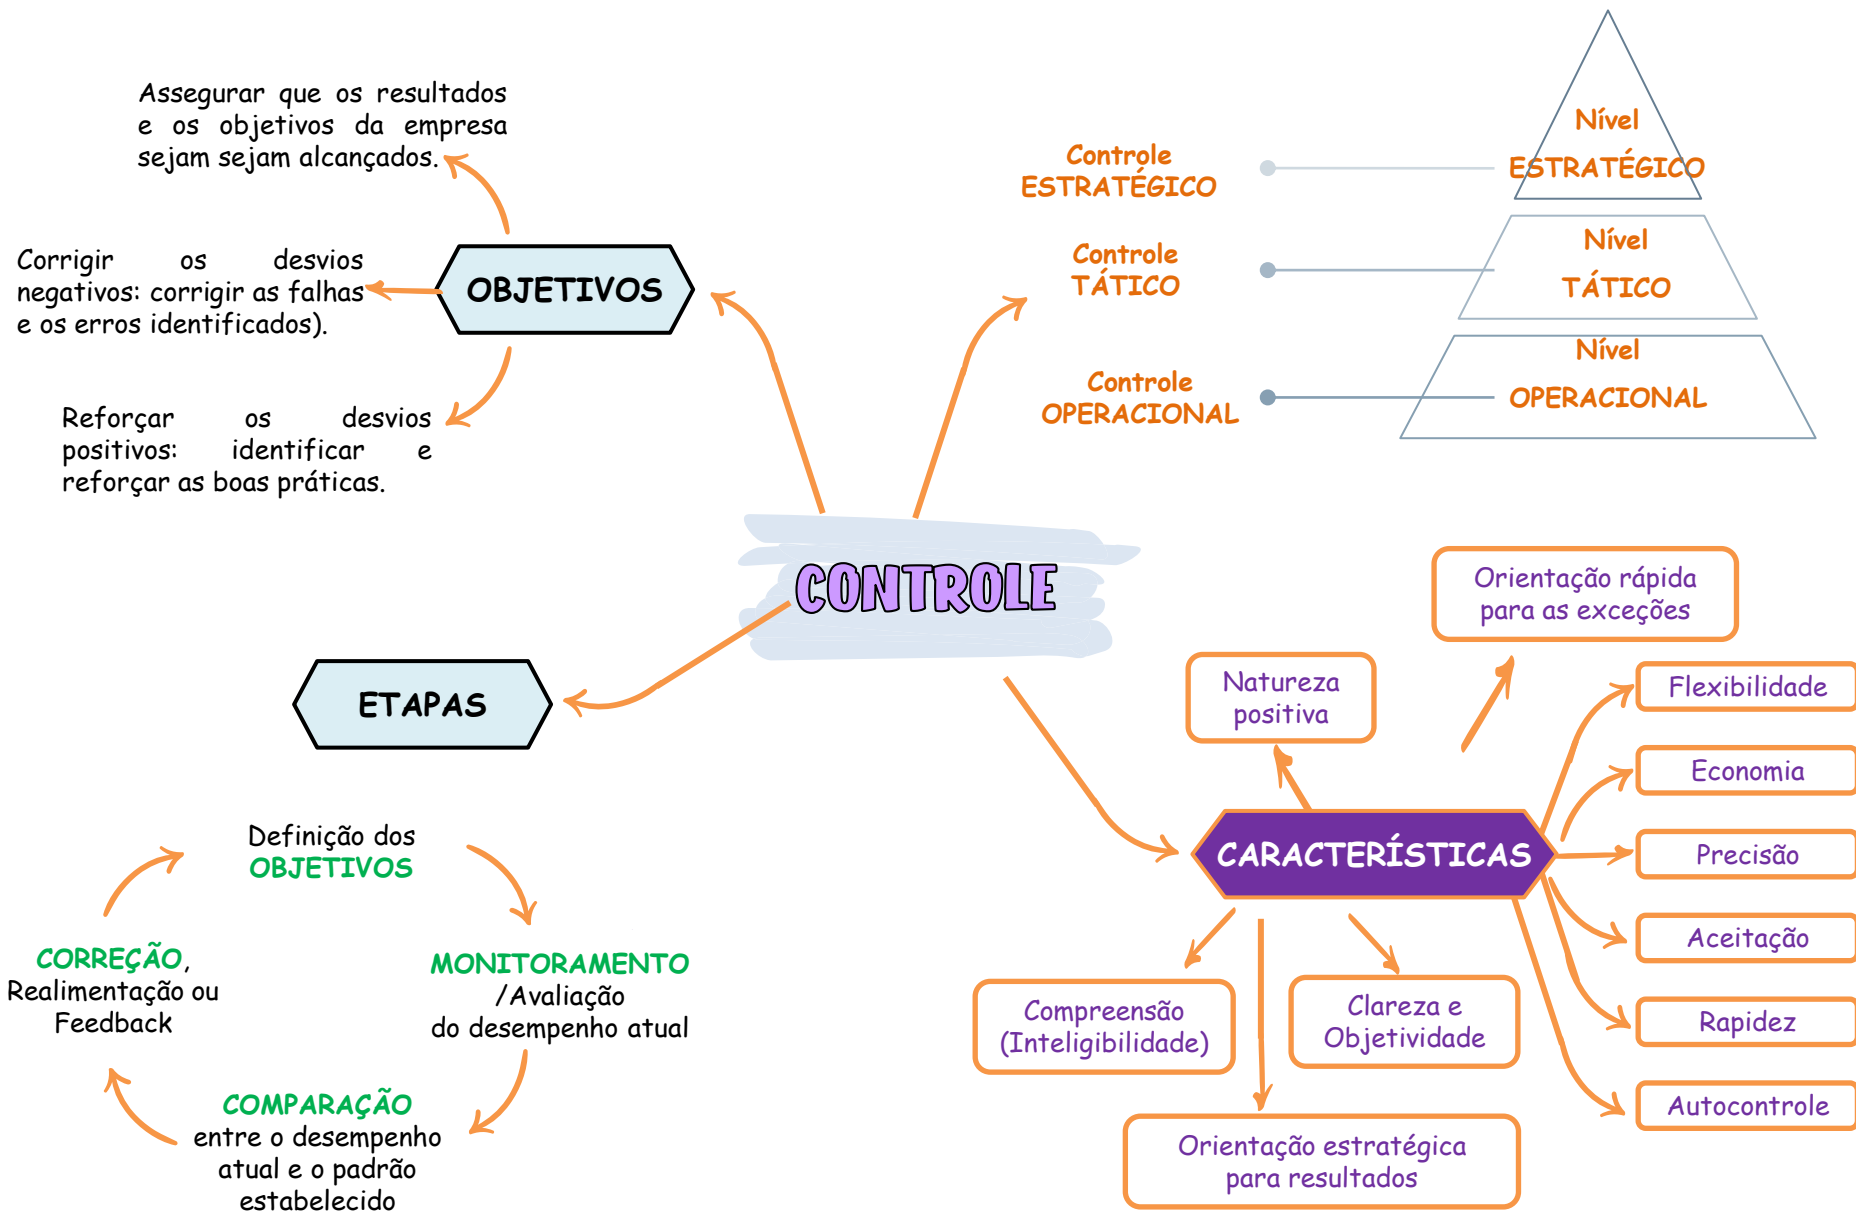 Assegurar que os resultados
e os objetivos da empresa
sejam sejam alcançados.
Corrigir os desvios
negativos: corrigir as falhas
e os erros identificados).
Reforçar os desvios
positivos: identificar e
reforçar as boas práticas.
OBJETIVOS
Controle
ESTRATÉGICO
Controle
TÁTICO
Controle
OPERACIONAL
Nível
ESTRATÉGICO
Nível
TÁTICO
Nível
OPERACIONAL
CONTROLE
ETAPAS
Definição dos
OBJETIVOS
MONITORAMENTO
/Avaliação
do desempenho atual
COMPARAÇÃO
entre o desempenho
atual e o padrão
estabelecido
CORREÇÃO,
Realimentação ou
Feedback
CARACTERÍSTICAS
Natureza
positiva
Orientação rápida
para as exceções
Flexibilidade
Economia
Precisão
Aceitação
Rapidez
Autocontrole
Clareza e
Objetividade
Orientação estratégica
para resultados
Compreensão
(Inteligibilidade)